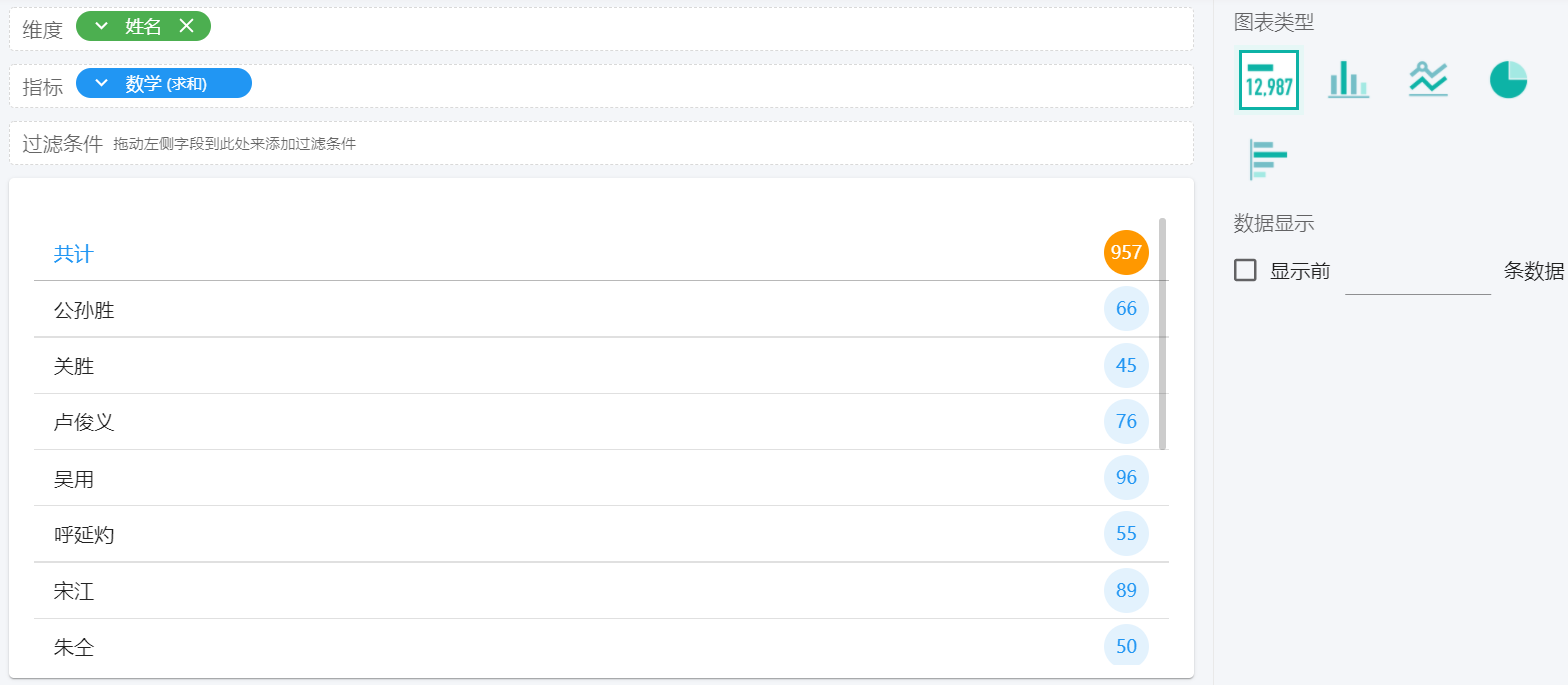 维度 姓名
指标 数学 (求和)
过滤条件 拖动左侧字段到此处来添加过滤条件
共计 957
公孙胜 66
关胜 45
卢俊义 76
吴用 96
呼延灼 55
宋江 89
朱仝 50
图表类型
12,987
数据显示
显示前 条数据